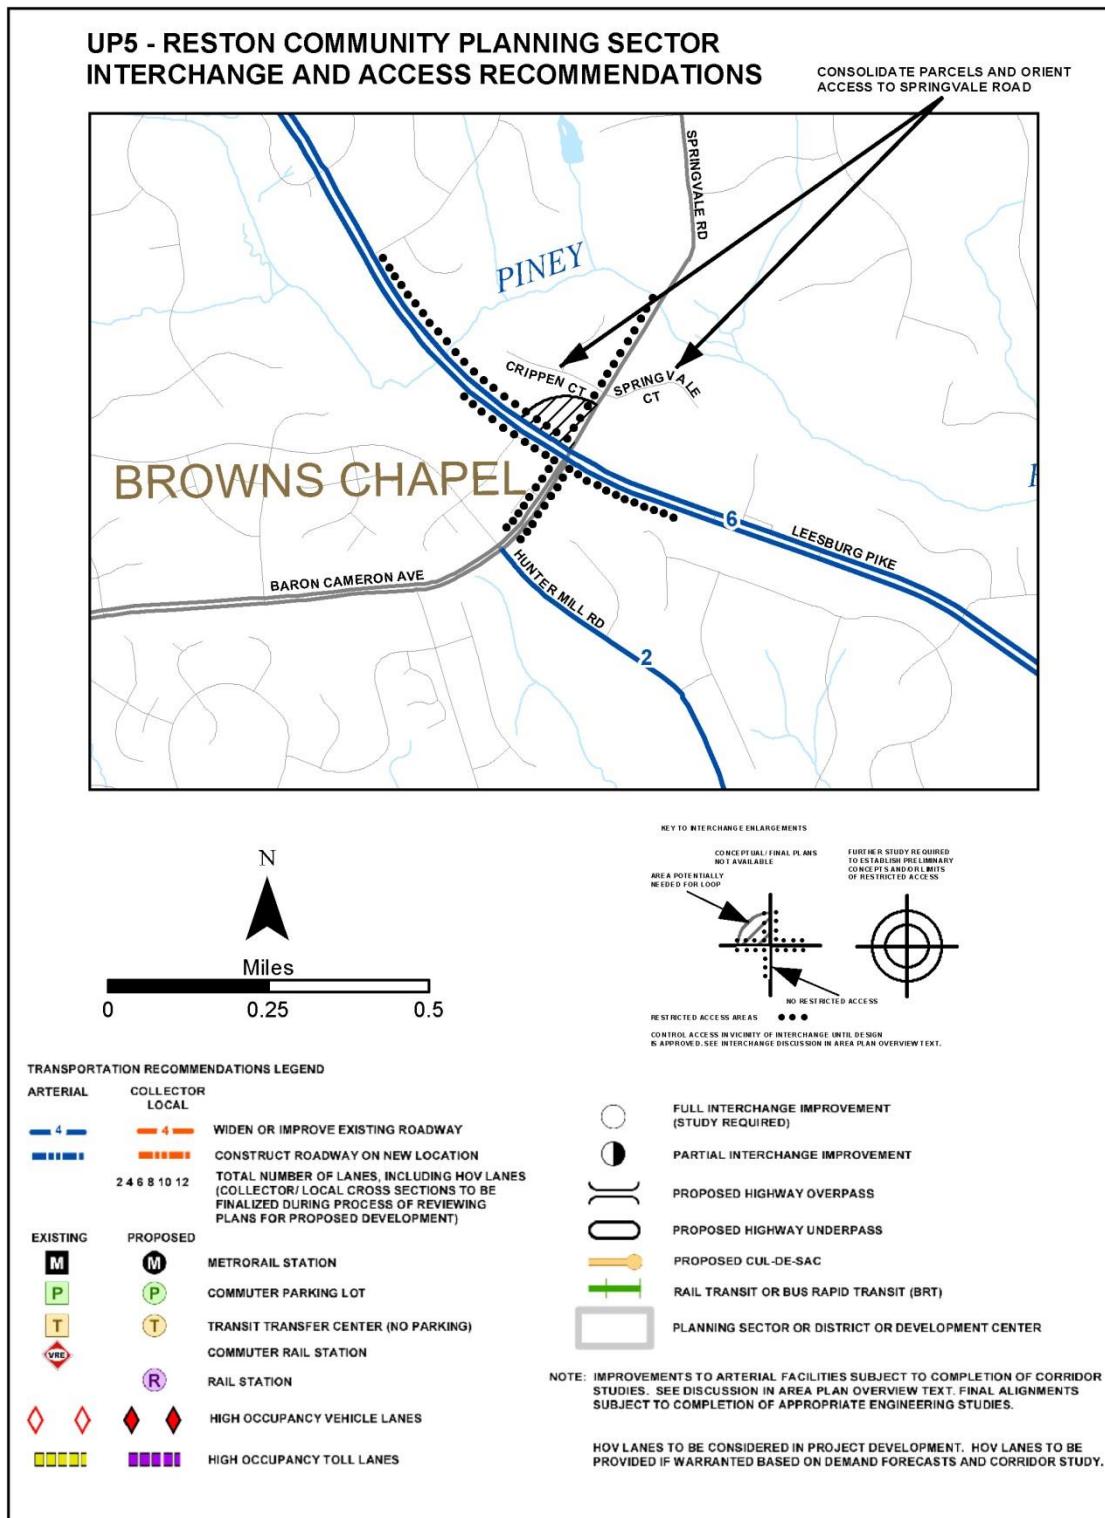 UP5 - RESTON COMMUNITY PLANNING SECTOR
INTERCHANGE AND ACCESS RECOMMENDATIONS
CONSOLIDATE PARCELS AND ORIENT
ACCESS TO SPRINGVALE ROAD
SPRINGVALE RD
PINEY
CRIPPEN CT
SPRINGVALE
CT
BROWNS CHAPEL
6
LEESBURG PIKE
BARON CAMERON AVE
HUNTER MILL RD
2
KEY TO INTERCHANGE ENLARGEMENTS
CONCEPTUAL/ FINAL PLANS
NOT AVAILABLE
FURTHER STUDY REQUIRED
TO ESTABLISH PRELIMINARY
CONCEPTS AND/OR LIMITS
OF RESTRICTED ACCESS
AREA POTENTIALLY
NEEDED FOR LOOP
NO RESTRICTED ACCESS
RESTRICTED ACCESS AREAS
CONTROL ACCESS IN VICINITY OF INTERCHANGE UNTIL DESIGN
IS APPROVED. SEE INTERCHANGE DISCUSSION IN AREA PLAN OVERVIEW TEXT.
N
Miles
0 0.25 0.5
TRANSPORTATION RECOMMENDATIONS LEGEND
ARTERIAL COLLECTOR
LOCAL
4 4 WIDEN OR IMPROVE EXISTING ROADWAY
CONSTRUCT ROADWAY ON NEW LOCATION
2 4 6 8 10 12 TOTAL NUMBER OF LANES, INCLUDING HOV LANES
(COLLECTOR/ LOCAL CROSS SECTIONS TO BE
FINALIZED DURING PROCESS OF REVIEWING
PLANS FOR PROPOSED DEVELOPMENT)
EXISTING PROPOSED
M M METRORAIL STATION
P P COMMUTER PARKING LOT
T T TRANSIT TRANSFER CENTER (NO PARKING)
VRE COMMUTER RAIL STATION
R RAIL STATION
HIGH OCCUPANCY VEHICLE LANES
HIGH OCCUPANCY TOLL LANES
FULL INTERCHANGE IMPROVEMENT
(STUDY REQUIRED)
PARTIAL INTERCHANGE IMPROVEMENT
PROPOSED HIGHWAY OVERPASS
PROPOSED HIGHWAY UNDERPASS
PROPOSED CUL-DE-SAC
RAIL TRANSIT OR BUS RAPID TRANSIT (BRT)
PLANNING SECTOR OR DISTRICT OR DEVELOPMENT CENTER
NOTE: IMPROVEMENTS TO ARTERIAL FACILITIES SUBJECT TO COMPLETION OF CORRIDOR
STUDIES. SEE DISCUSSION IN AREA PLAN OVERVIEW TEXT. FINAL ALIGNMENTS
SUBJECT TO COMPLETION OF APPROPRIATE ENGINEERING STUDIES.
HOV LANES TO BE CONSIDERED IN PROJECT DEVELOPMENT. HOV LANES TO BE
PROVIDED IF WARRANTED BASED ON DEMAND FORECASTS AND CORRIDOR STUDY.